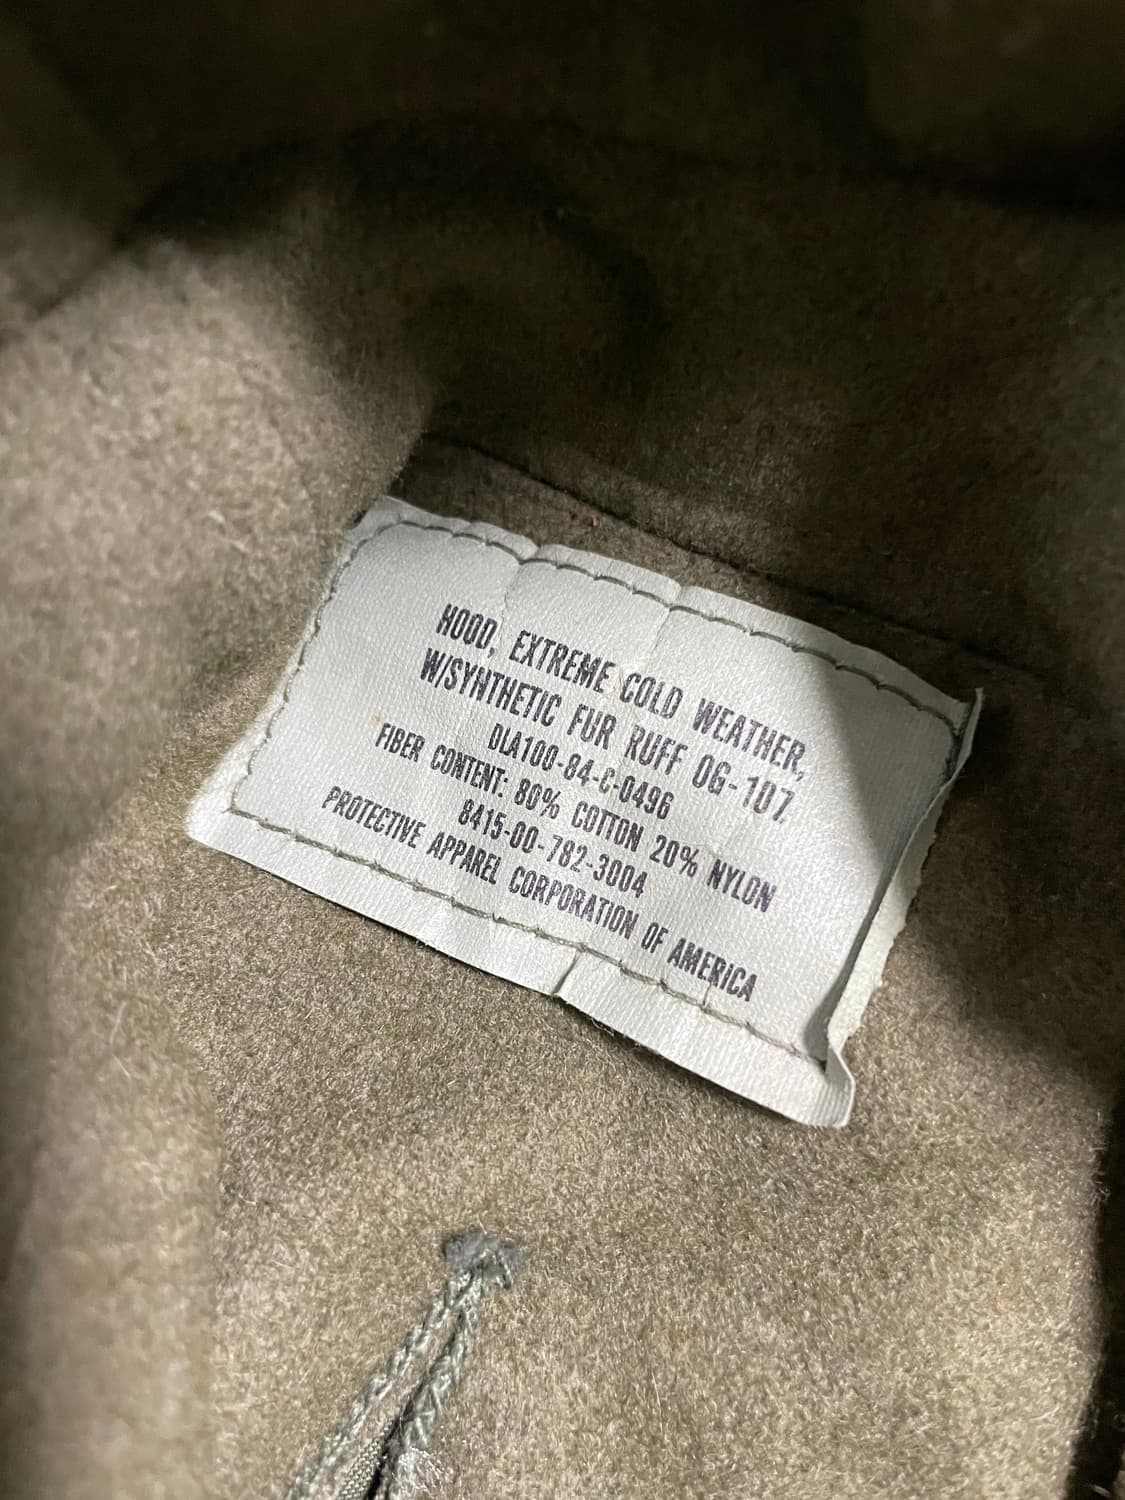 HOOD, EXTREME COLD WEATHER,
W/SYNTHETIC FUR RUFF OG-107
DLA100-84-C-0496
FIBER CONTENT: 80% COTTON 20% NYLON
8415-00-782-3004
PROTECTIVE APPAREL CORPORATION OF AMERICA